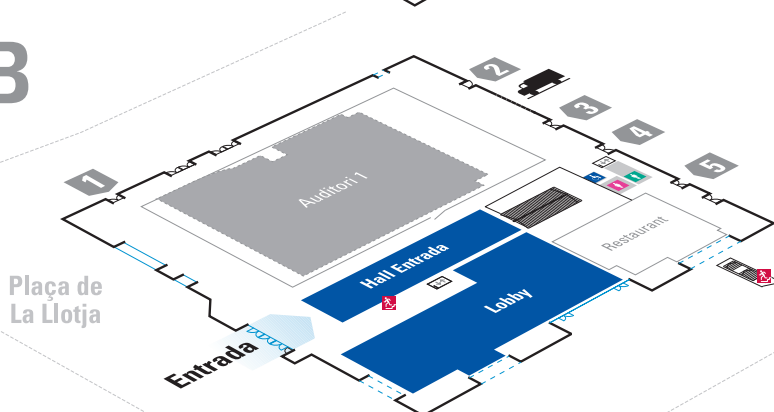 B
2
3
4
5
1
Auditori 1
Restaurant
Hall Entrada
Lobby
Plaça de
La Llotja
Entrada